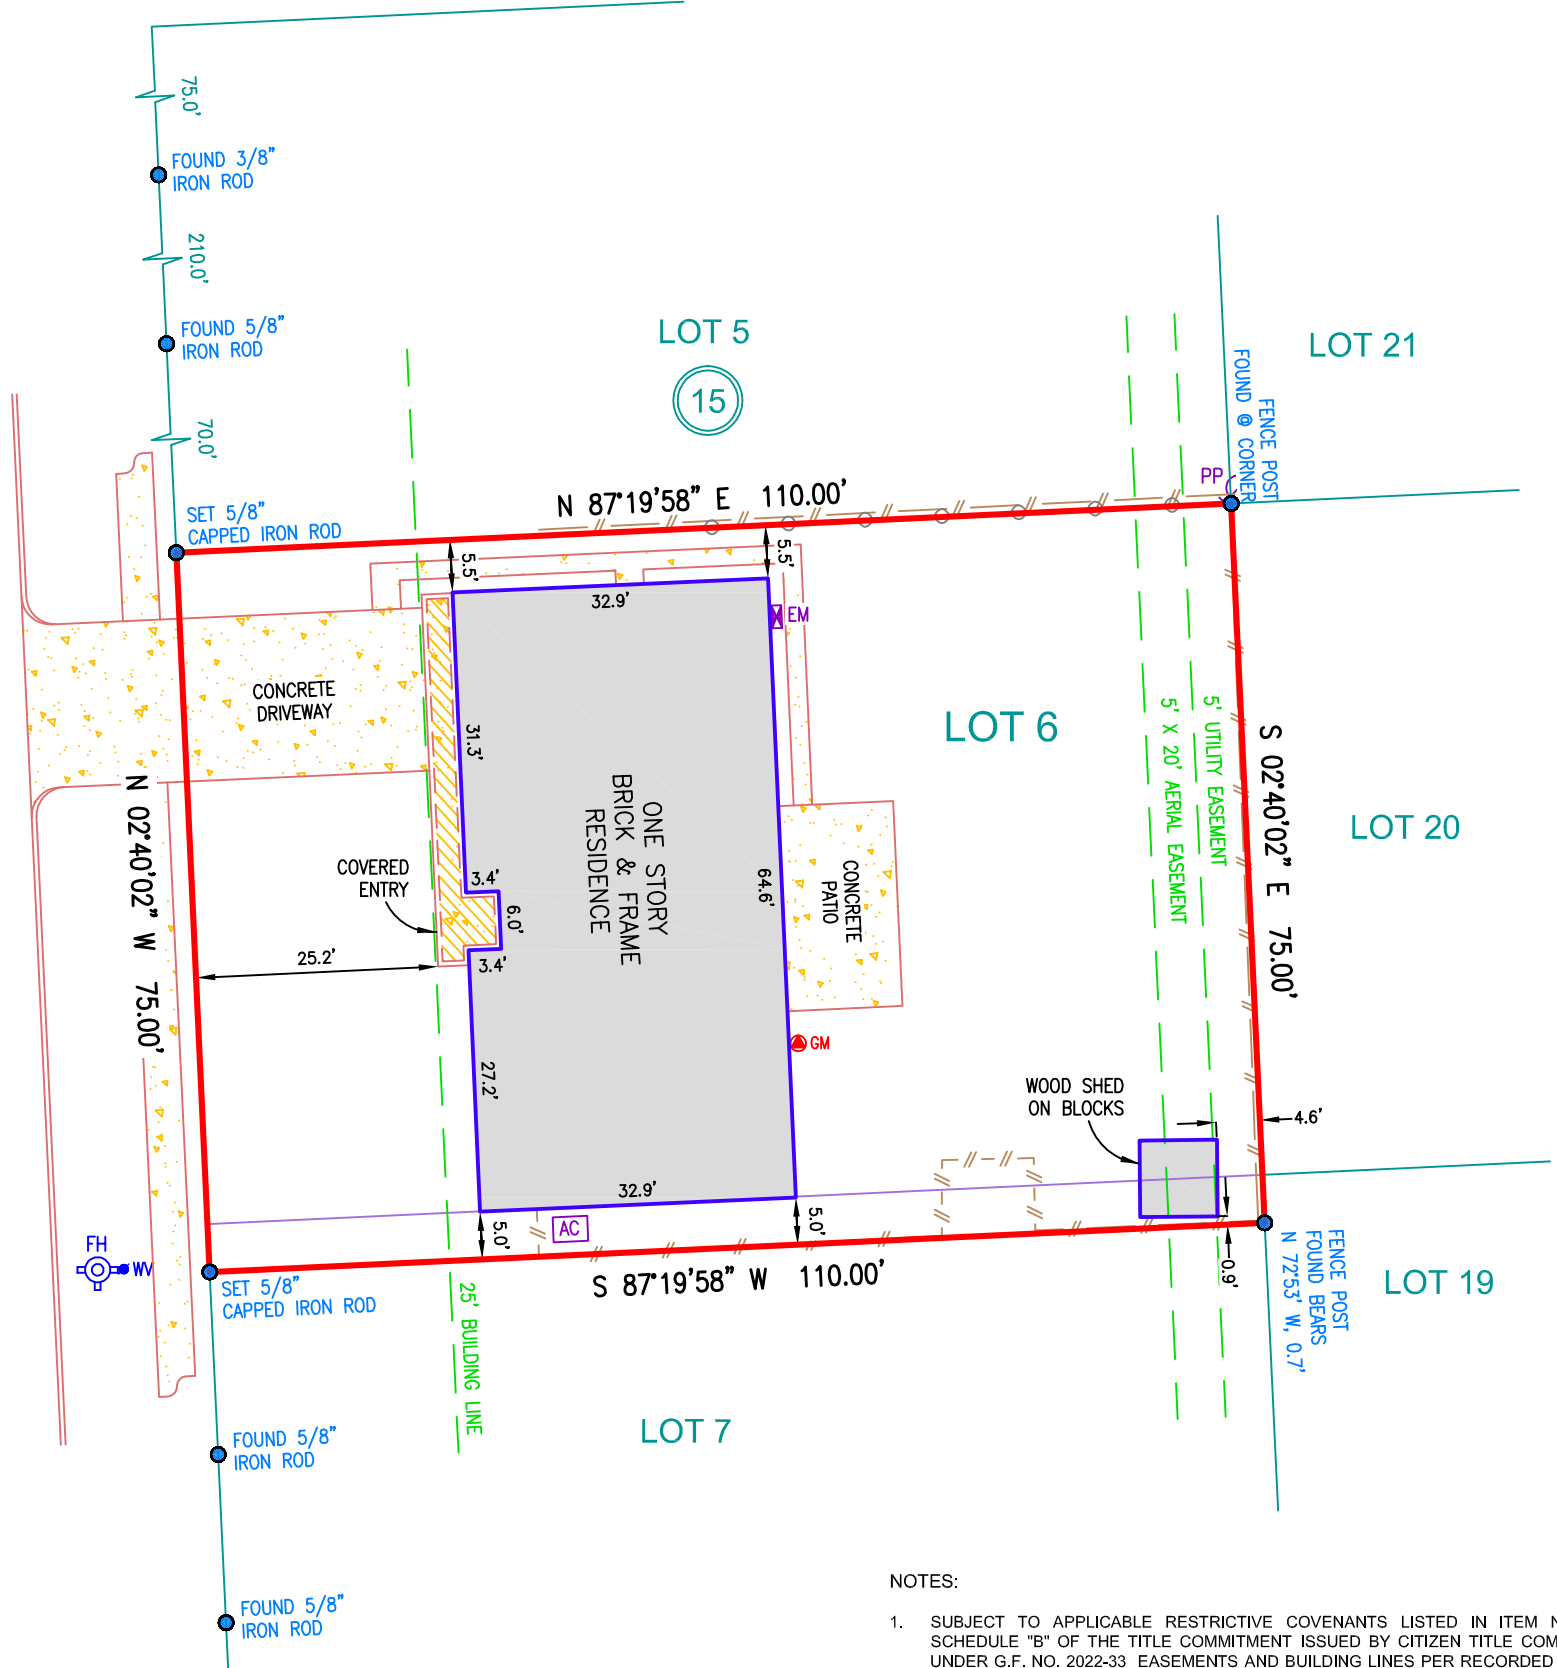 75.0'
FOUND 3/8"
IRON ROD
210.0'
FOUND 5/8"
IRON ROD
70.0'
SET 5/8"
CAPPED IRON ROD
LOT 5
15
LOT 21
FENCE POST
FOUND @ CORNER
PP
N 87°19'58" E 110.00'
5.5'
5.5'
32.9'
EM
CONCRETE
DRIVEWAY
31.3'
LOT 6
5' UTILITY EASEMENT
5' X 20' AERIAL EASEMENT
S 02°40'02" E 75.00'
LOT 20
N 02°40'02" W 75.00'
ONE STORY
BRICK & FRAME
RESIDENCE
COVERED
ENTRY
3.4'
6.0'
3.4'
64.6'
CONCRETE
PATIO
25.2'
GM
27.2'
WOOD SHED
ON BLOCKS
4.6'
32.9'
5.0'
AC
5.0'
0.9'
FH
WV
SET 5/8"
CAPPED IRON ROD
S 87°19'58" W 110.00'
FENCE POST
FOUND BEARS
N 72°53' W, 0.7'
LOT 19
25' BUILDING LINE
LOT 7
FOUND 5/8"
IRON ROD
FOUND 5/8"
IRON ROD
NOTES:
1. SUBJECT TO APPLICABLE RESTRICTIVE COVENANTS LISTED IN ITEM
SCHEDULE "B" OF THE TITLE COMMITMENT ISSUED BY CITIZEN TITLE
UNDER G.F. NO. 2022-33 EASEMENTS AND BUILDING LINES PER RECORDED